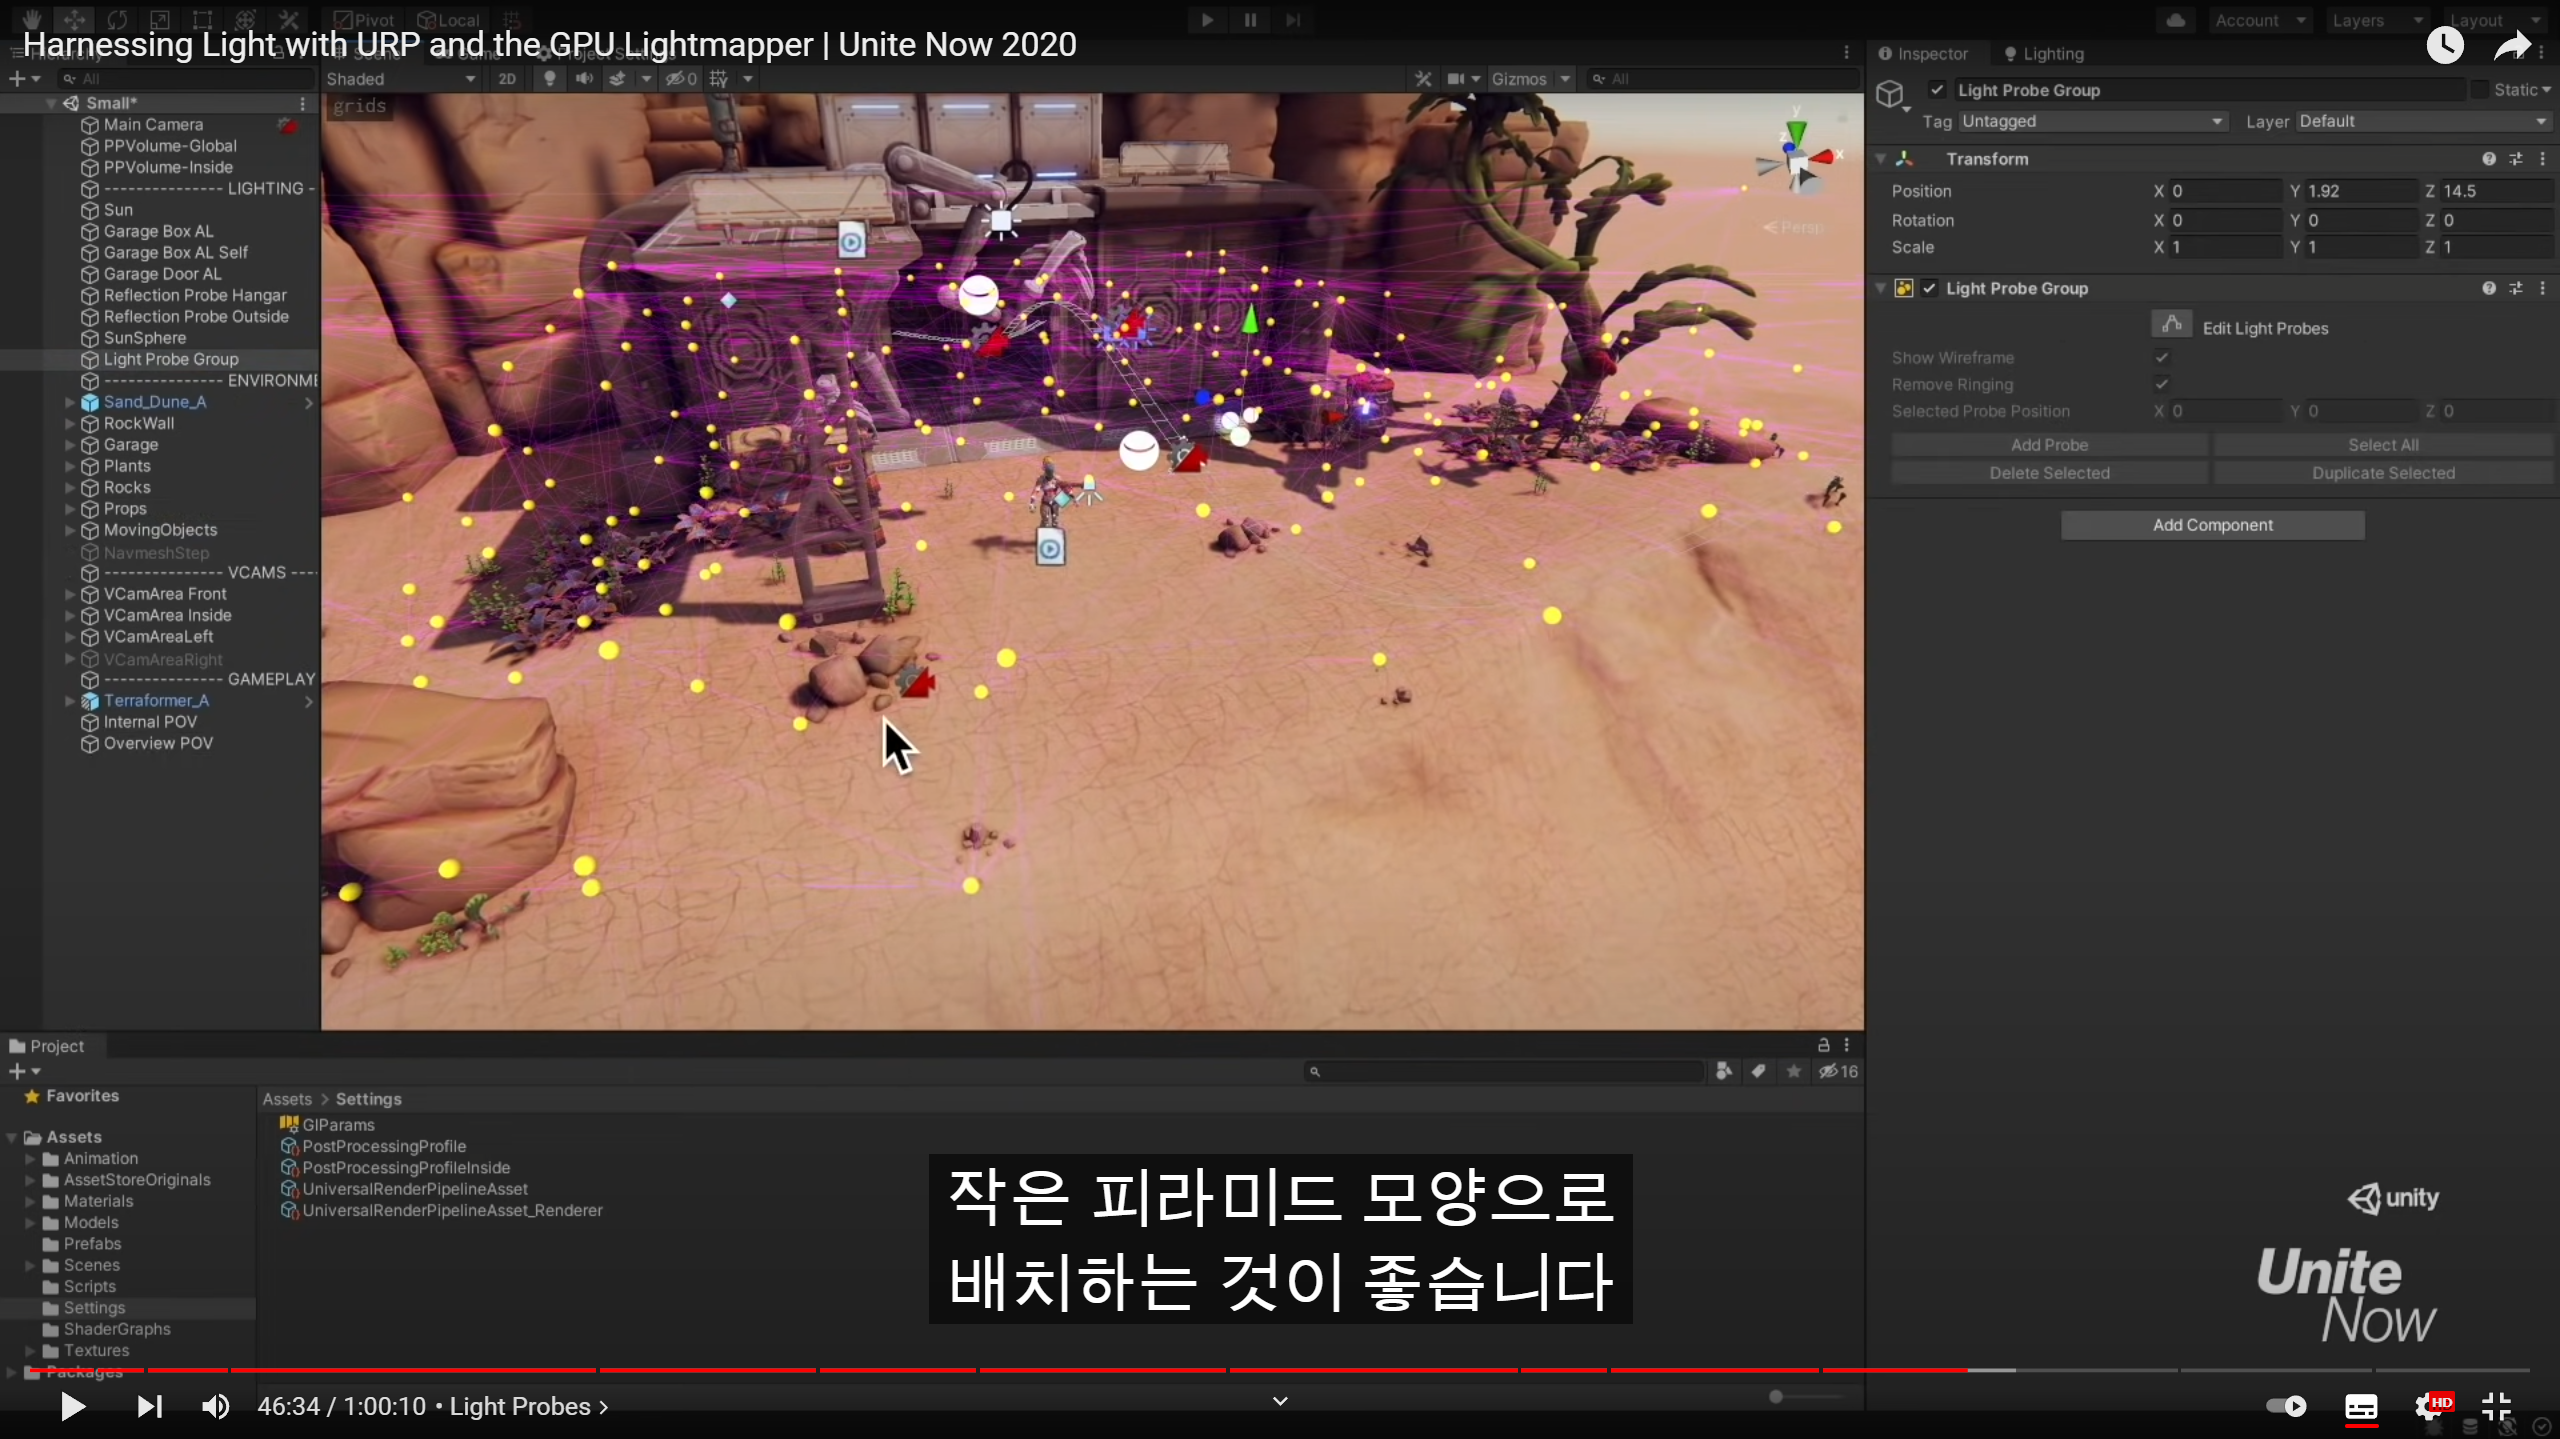 Pivot
Local
Account
Layers
Layout
Harnessing Light with URP and the GPU Lightmapper | Unite Now 2020
Inspector
Lighting
All
Shaded
2D
0
Gizmos
All
Light Probe Group
Static
Tag Untagged
Layer Default
Small*
Main Camera
PPVolume-Global
PPVolume-Inside
--------------- LIGHTING -
Sun
Garage Box AL
Garage Box AL Self
Garage Door AL
Reflection Probe Hangar
Reflection Probe Outside
SunSphere
Light Probe Group
--------------- ENVIRONME
Sand_Dune_A
RockWall
Garage
Plants
Rocks
Props
MovingObjects
NavmeshStep
--------------- VCAMS ----
VCamArea Front
VCamArea Inside
VCamAreaLeft
VCamAreaRight
--------------- GAMEPLAY
Terraformer_A
Internal POV
Overview POV
grids
y
z
x
Persp
Transform
Position X 0 Y 1.92 Z 14.5
Rotation X 0 Y 0 Z 0
Scale X 1 Y 1 Z 1
Light Probe Group
Edit Light Probes
Show Wireframe
Remove Ringing
Selected Probe Position X 0 Y 0 Z 0
Add Probe Select All
Delete Selected Duplicate Selected
Add Component
Project
16
Favorites
Assets
Animation
AssetStoreOriginals
Materials
Models
Prefabs
Scenes
Scripts
Settings
ShaderGraphs
Textures
Packages
Assets > Settings
GIParams
PostProcessingProfile
PostProcessingProfileInside
UniversalRenderPipelineAsset
UniversalRenderPipelineAsset_Renderer
작은 피라미드 모양으로
배치하는 것이 좋습니다
unity
Unite
Now
46:34 / 1:00:10 • Light Probes >
HD